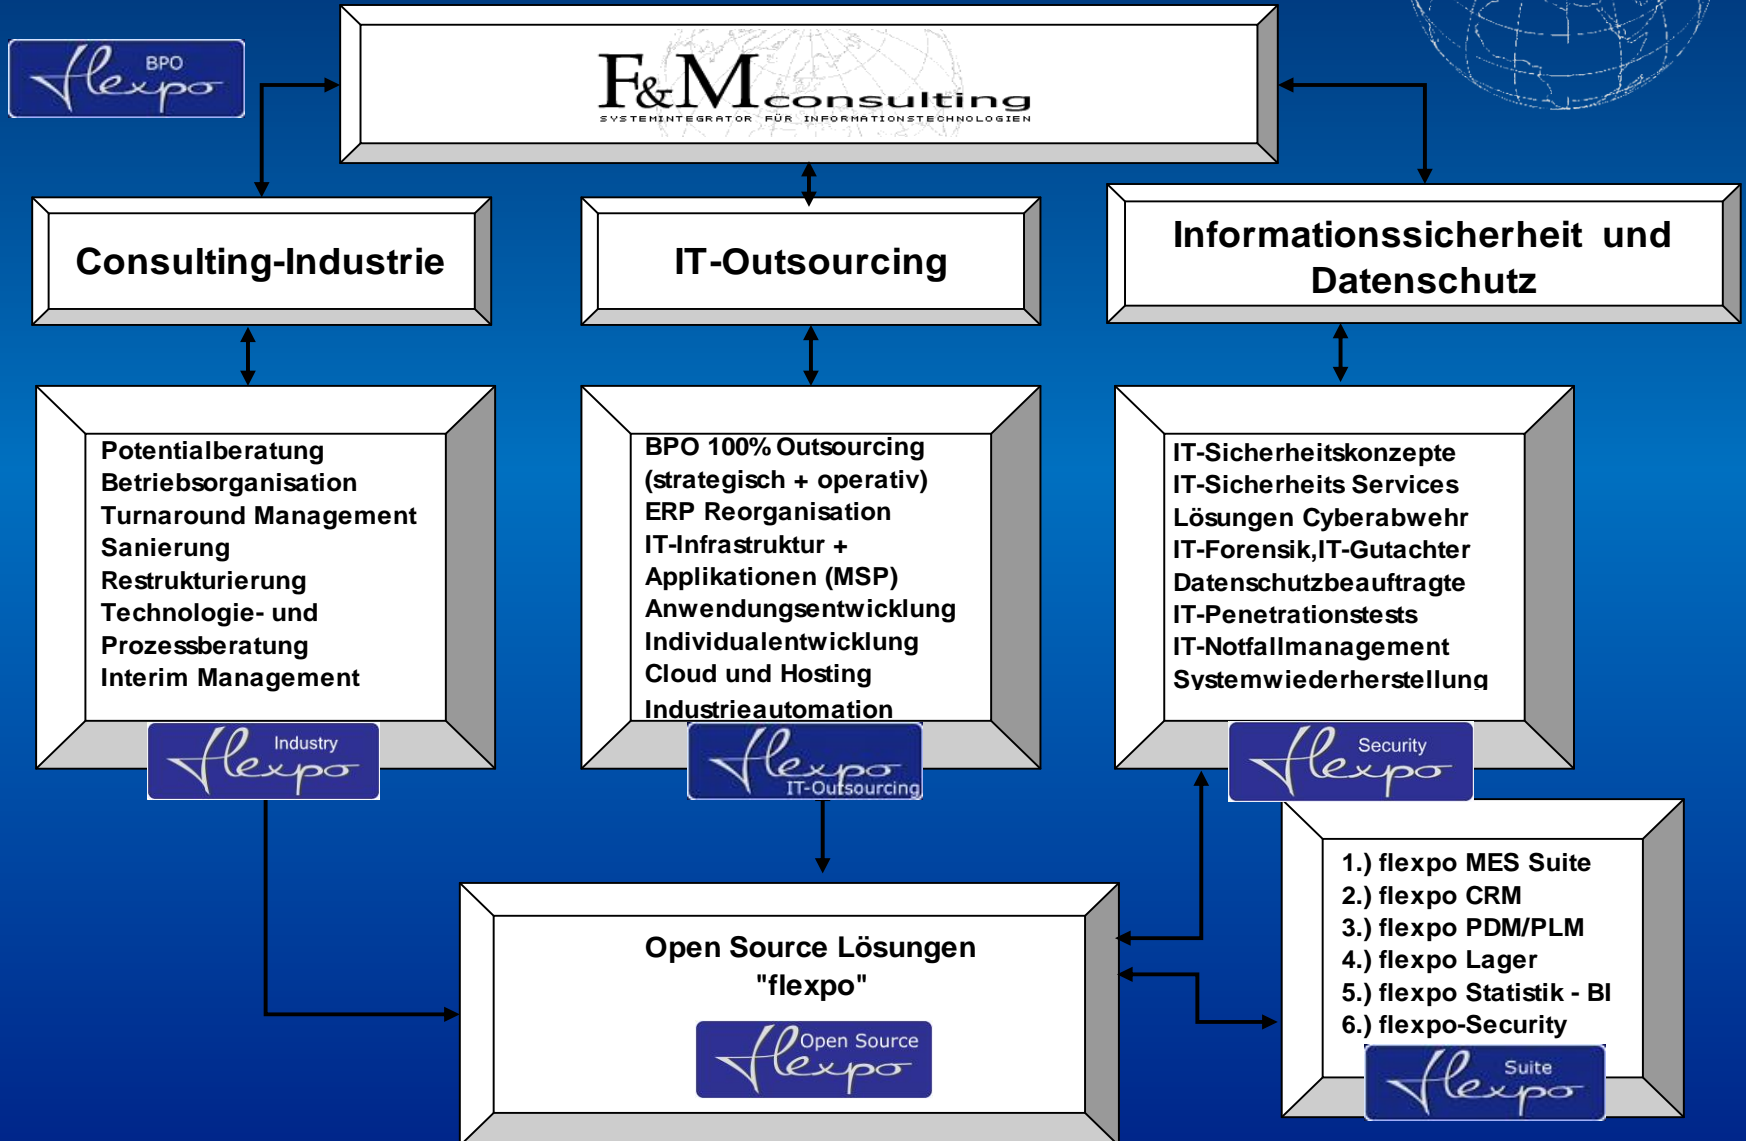 BPO
flexpo
F&M consulting
SYSTEMINTEGRATOR FÜR INFORMATIONSTECHNOLOGIEN
Consulting-Industrie
IT-Outsourcing
Informationssicherheit und
Datenschutz
Potentialberatung
Betriebsorganisation
Turnaround Management
Sanierung
Restrukturierung
Technologie- und
Prozessberatung
Interim Management
Industry
flexpo
BPO 100% Outsourcing
(strategisch + operativ)
ERP Reorganisation
IT-Infrastruktur +
Applikationen (MSP)
Anwendungsentwicklung
Individualentwicklung
Cloud und Hosting
Industrieautomation
flexpo
IT-Outsourcing
IT-Sicherheitskonzepte
IT-Sicherheits Services
Lösungen Cyberabwehr
IT-Forensik,IT-Gutachter
Datenschutzbeauftragte
IT-Penetrationstests
IT-Notfallmanagement
Systemwiederherstellung
Security
flexpo
Open Source Lösungen
"flexpo"
Open Source
flexpo
1.) flexpo MES Suite
2.) flexpo CRM
3.) flexpo PDM/PLM
4.) flexpo Lager
5.) flexpo Statistik - BI
6.) flexpo-Security
Suite
flexpo